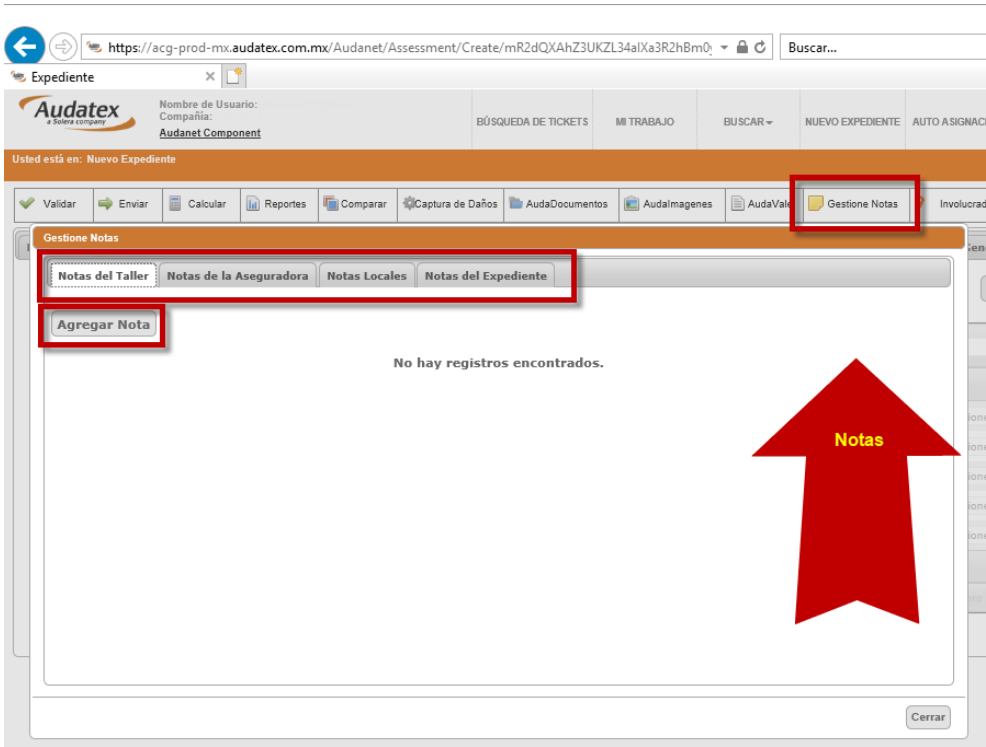 https://acg-prod-mx.audatex.com.mx/Audanet/Assessment/Create/mR2dQXAhZ3UKZL34alXa3R2hBm0
Buscar...
Expediente
Audatex
a Solera company
Nombre de Usuario:
Compañía:
Audanet Component
BÚSQUEDA DE TICKETS MI TRABAJO BUSCAR NUEVO EXPEDIENTE AUTO ASIGNACI
Usted está en: Nuevo Expediente
Validar Enviar Calcular Reportes Comparar Captura de Daños AudaDocumentos AudaImagenes AudaVale Gestione Notas Involucrad
Gestione Notas
Notas del Taller Notas de la Aseguradora Notas Locales Notas del Expediente
Agregar Nota
No hay registros encontrados.
Notas
Cerrar